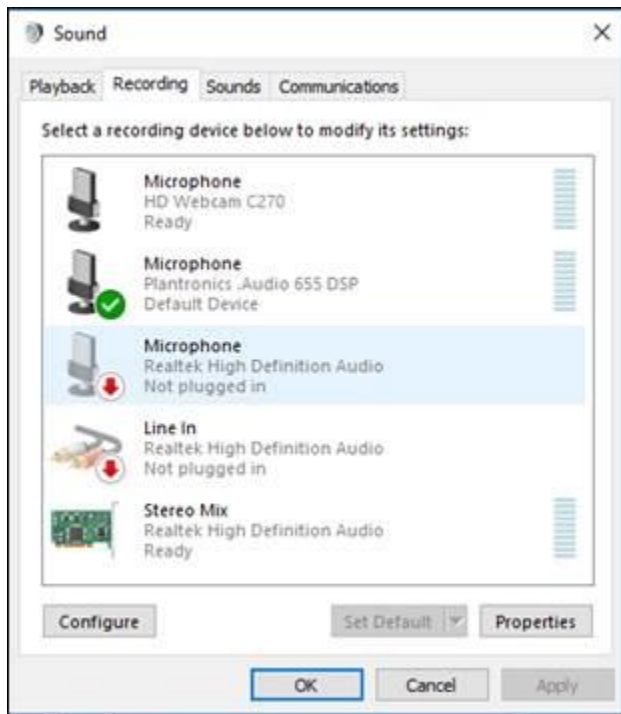 Sound
Playback Recording Sounds Communications
Select a recording device below to modify its settings:
Microphone
HD Webcam C270
Ready
Microphone
Plantronics .Audio 655 DSP
Default Device
Microphone
Realtek High Definition Audio
Not plugged in
Line In
Realtek High Definition Audio
Not plugged in
Stereo Mix
Realtek High Definition Audio
Ready
Configure Set Default Properties
OK Cancel Apply